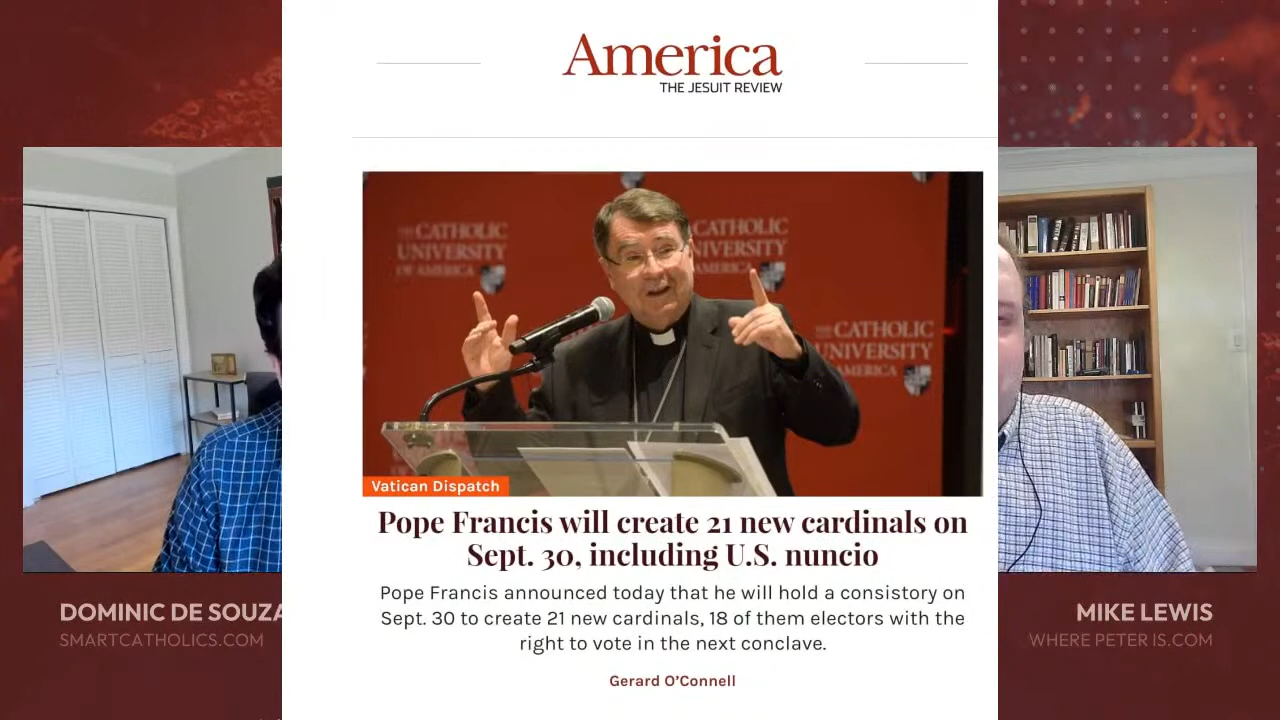 America
THE JESUIT REVIEW
THE CATHOLIC
UNIVERSITY
OF AMERICA
CATHOLIC
UNIVERSITY
AMERICA
THE CATHOLIC
UNIVERSITY
AMERICA
Vatican Dispatch
Pope Francis will create 21 new cardinals on
Sept. 30, including U.S. nuncio
Pope Francis announced today that he will hold a consistory on
Sept. 30 to create 21 new cardinals, 18 of them electors with the
right to vote in the next conclave.
Gerard O'Connell
DOMINIC DE SOUZA
SMARTCATHOLICS.COM
MIKE LEWIS
WHERE PETER IS.COM